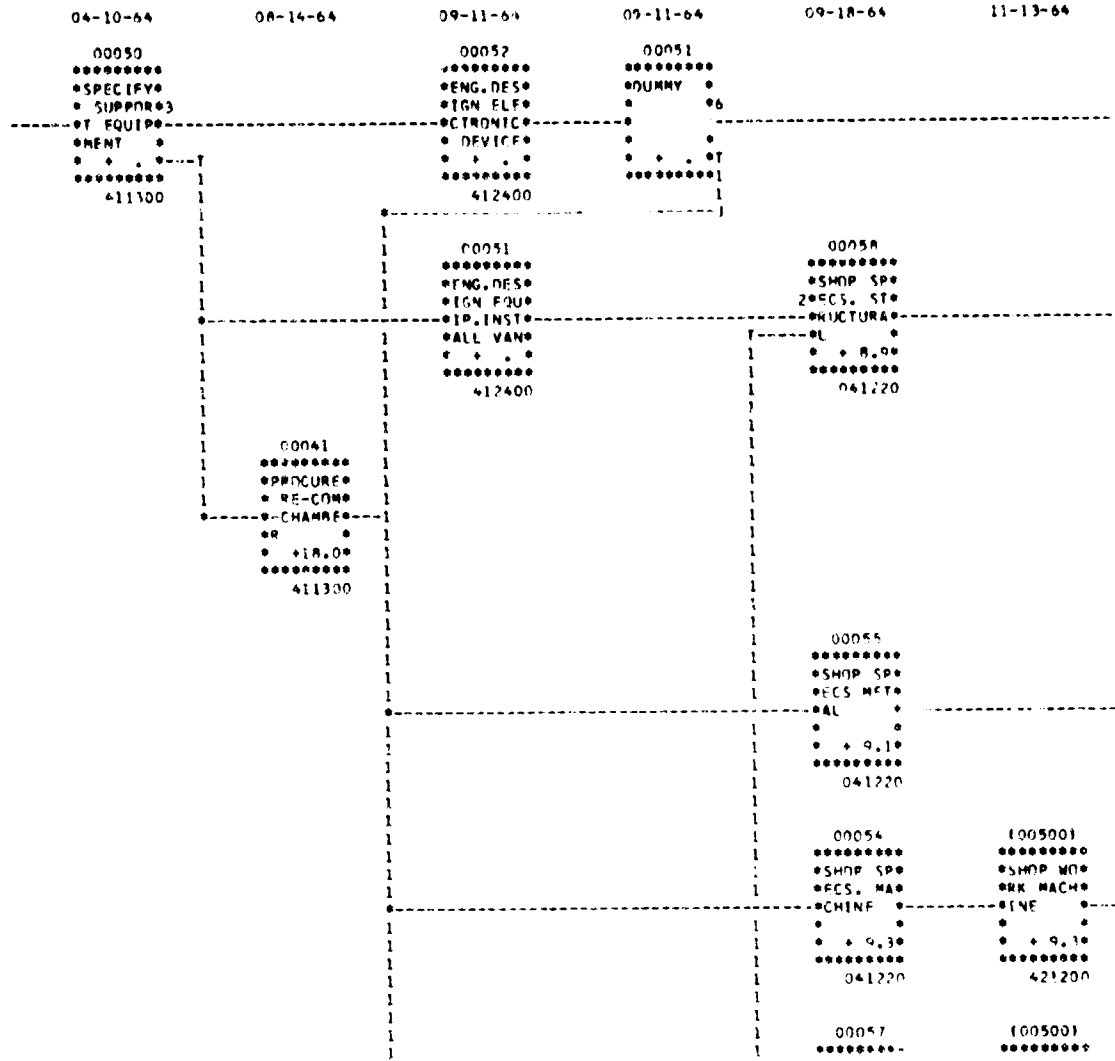 04-10-64 08-14-64 09-11-64 09-11-64 09-18-64 11-13-64
00050 00052 00051
*SPECIFY* *ENG.DES* *DUMMY *
* SUPPOR*3 *IGN ELE* * *6
*T EQUIP* *CTRONIC* * *
*MENT * * DEVICE* * *
* + . * * + . * * + . *
411300 412400
00051 00058
*ENG.DES* *SHOP SP*
*IGN EQU* 2*ECS. ST*
*IP.INST* *RUCTURA*
*ALL VAN* *L *
* + . * * + 8.9*
412400 041220
00041
*PROCURE*
* RE-COM*
*-CHAMBE*
*R *
* +18.0*
411300
00055
*SHOP SP*
*ECS MET*
*AL *
* *
* + 9.1*
041220
00054 (00500)
*SHOP SP* *SHOP WO*
*ECS. MA* *RK MACH*
*CHINE * *INE *
* * * *
* + 9.3* * + 9.3*
041220 421200
00057 (00500)